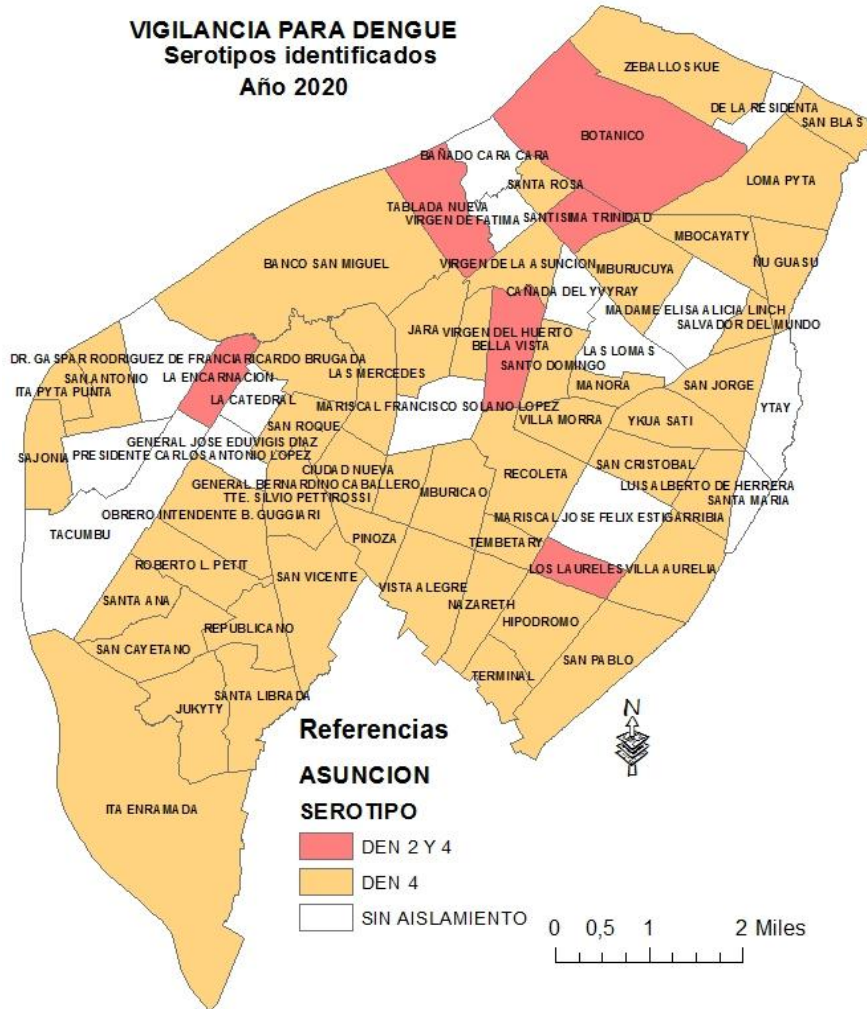 VIGILANCIA PARA DENGUE
Serotipos identificados
Año 2020
ZEBALLOS KUE
DE LA RESIDENTA
SAN BLAS
BOTANICO
BAÑADO CARA CARA
SANTA ROSA
LOMA PYTA
TABLADA NUEVA
VIRGEN DE FATIMA
SANTISIMA TRINIDAD
MBOCAYATY
BANCO SAN MIGUEL
VIRGEN DE LA ASUNCION
MBURUCUYA
ÑU GUASU
CAÑADA DEL YVYRAY
MADAME ELISA ALICIA LINCH
SALVADOR DEL MUNDO
JARA
VIRGEN DEL HUERTO
BELLA VISTA
LAS LOMAS
DR. GASPAR RODRIGUEZ DE FRANCIA
RICARDO BRUGADA
LAS MERCEDES
SANTO DOMINGO
SAN ANTONIO
LA ENCARNACION
MANORA
SAN JORGE
ITA PYTA PUNTA
LA CATEDRAL
MARISCAL FRANCISCO SOLANO LOPEZ
YTAY
SAN ROQUE
VILLA MORRA
YKUA SATI
GENERAL JOSE EDUVIGIS DIAZ
SAJONIA
PRESIDENTE CARLOS ANTONIO LOPEZ
CIUDAD NUEVA
RECOLETA
SAN CRISTOBAL
GENERAL BERNARDINO CABALLERO
MBURICAO
LUIS ALBERTO DE HERRERA
TTE. SILVIO PETTIROSSI
SANTA MARIA
OBRERO INTENDENTE B. GUGGIARI
MARISCAL JOSE FELIX ESTIGARRIBIA
TACUMBU
PINOZA
TEMBETARY
ROBERTO L. PETIT
SAN VICENTE
VISTA ALEGRE
LOS LAURELES
VILLA AURELIA
SANTA ANA
NAZARETH
HIPODROMO
REPUBLICANO
SAN CAYETANO
SAN PABLO
TERMINAL
SANTA LIBRADA
JUKYTY
ITA ENRAMADA
N
Referencias
ASUNCION
SEROTIPO
DEN 2 Y 4
DEN 4
SIN AISLAMIENTO
0 0,5 1 2 Miles